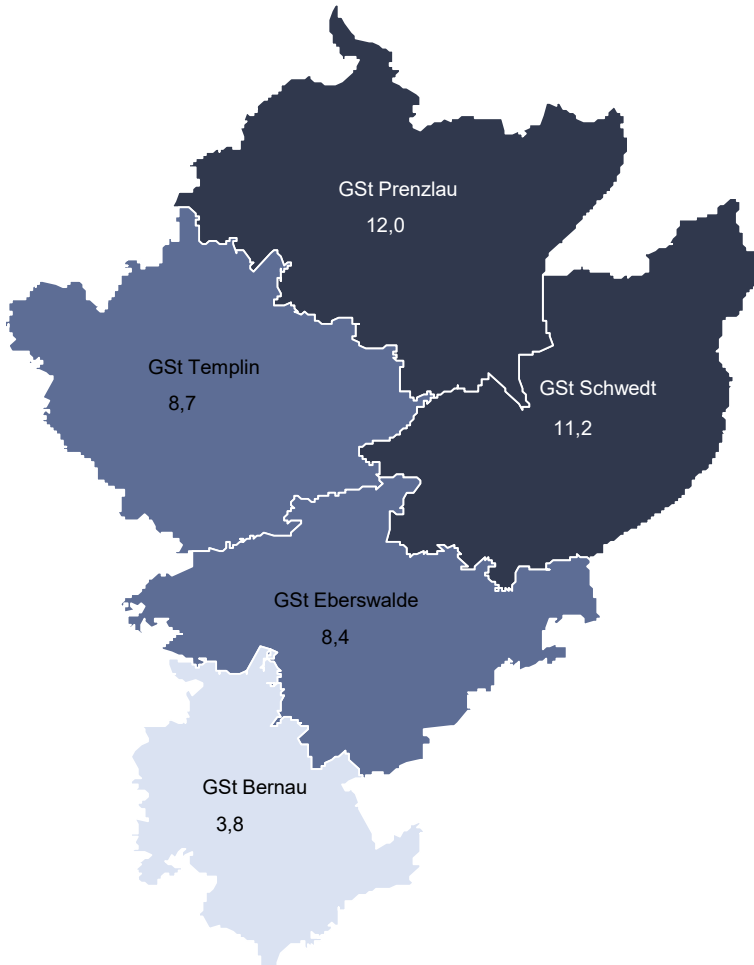 GSt Prenzlau
12,0
GSt Templin
8,7
GSt Schwedt
11,2
GSt Eberswalde
8,4
GSt Bernau
3,8